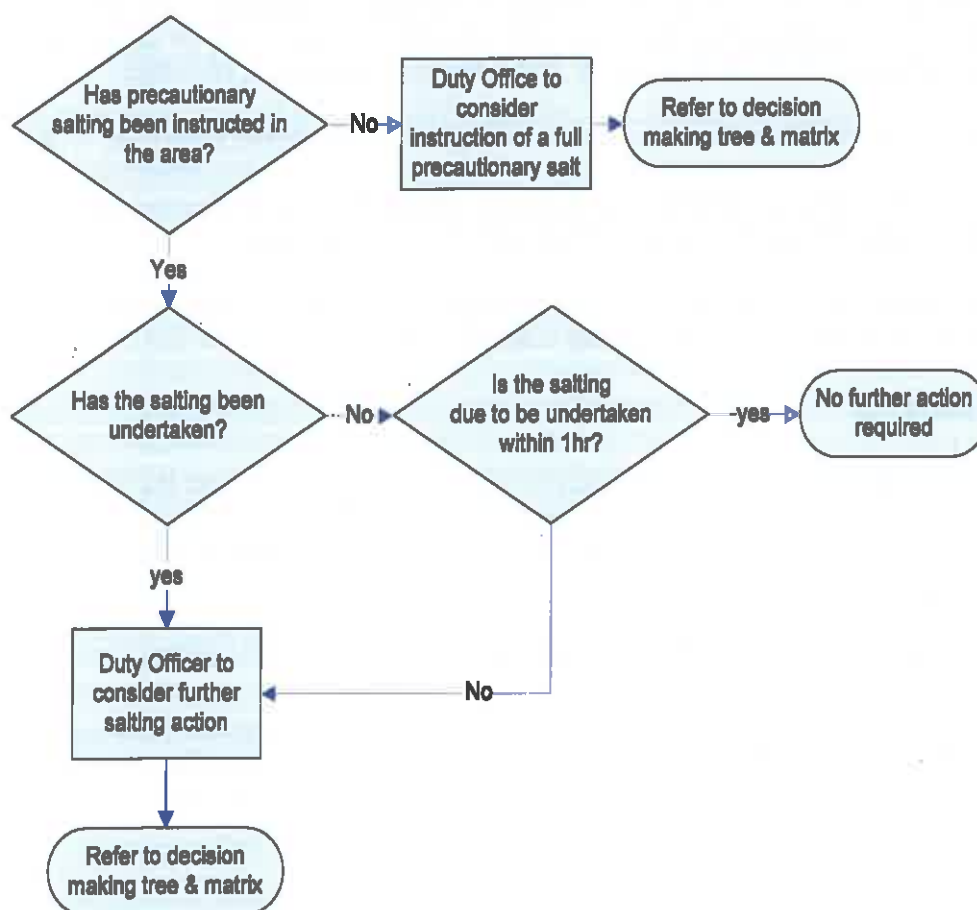 Has precautionary
salting been instructed in
the area?
No
Duty Office to
consider
instruction of a full
precautionary salt
Refer to decision
making tree & matrix
Yes
Has the salting been
undertaken?
No
Is the salting
due to be undertaken
within 1hr?
-yes
No further action
required
yes
Duty Officer to
consider further
salting action
No
Refer to decision
making tree & matrix